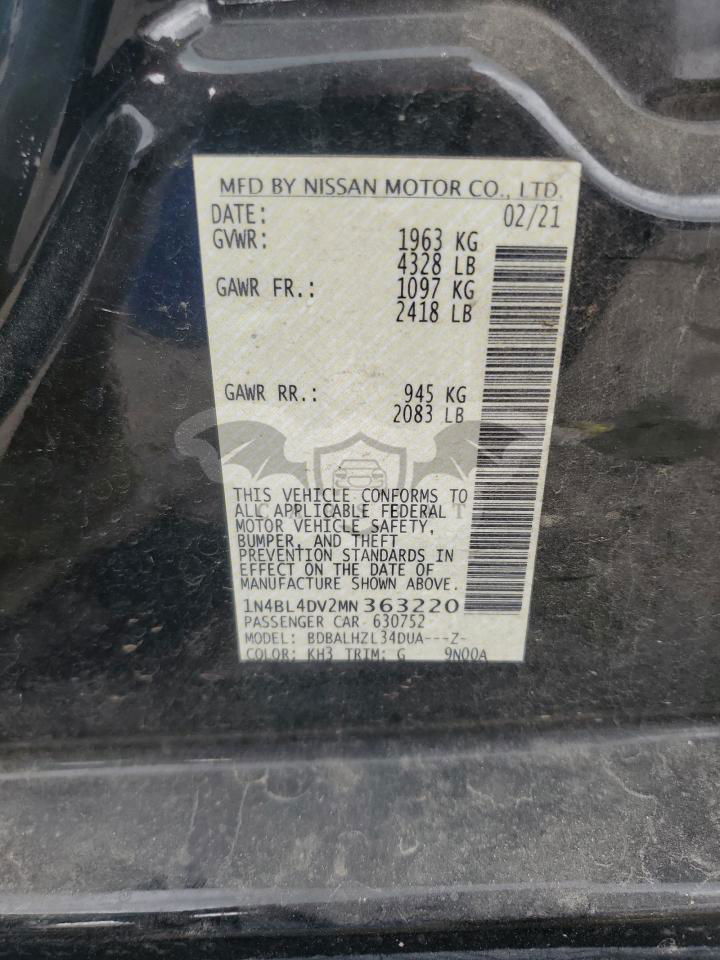 MFD BY NISSAN MOTOR CO., LTD.
DATE: 02/21
GVWR: 1963 KG
4328 LB
GAWR FR.: 1097 KG
2418 LB
GAWR RR.: 945 KG
2083 LB
THIS VEHICLE CONFORMS TO
ALL APPLICABLE FEDERAL
MOTOR VEHICLE SAFETY,
BUMPER, AND THEFT
PREVENTION STANDARDS IN
EFFECT ON THE DATE OF
MANUFACTURE SHOWN ABOVE.
1N4BL4DV2MN363220
PASSENGER CAR 630752
MODEL: BDBALHZL34DUA---Z-
COLOR: KH3 TRIM: G 9N00A